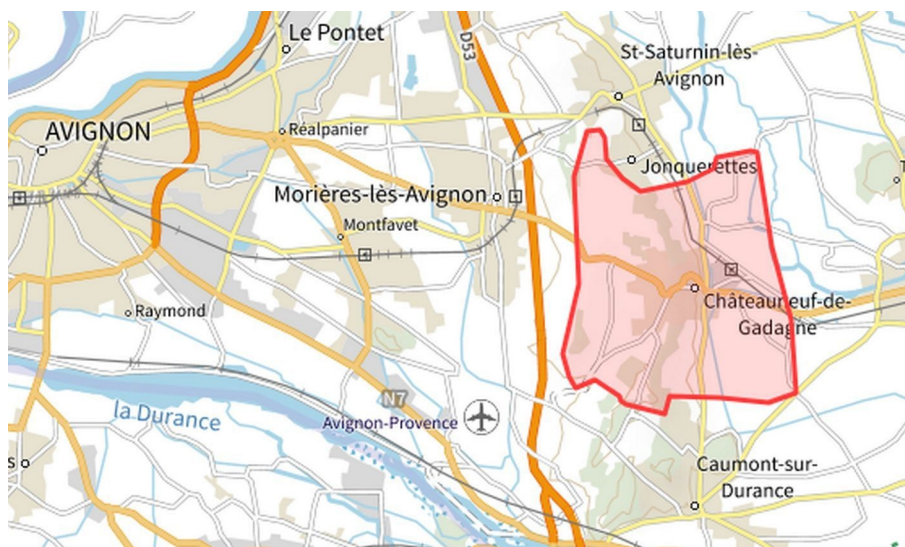 Le Pontet
D53
St-Saturnin-lès-
Avignon
AVIGNON
Réalpanier
Jonquerettes
Morières-lès-Avignon
Montfavet
Raymond
Châteauneuf-de-
Gadagne
la Durance
N7
Avignon-Provence
Caumont-sur-
Durance